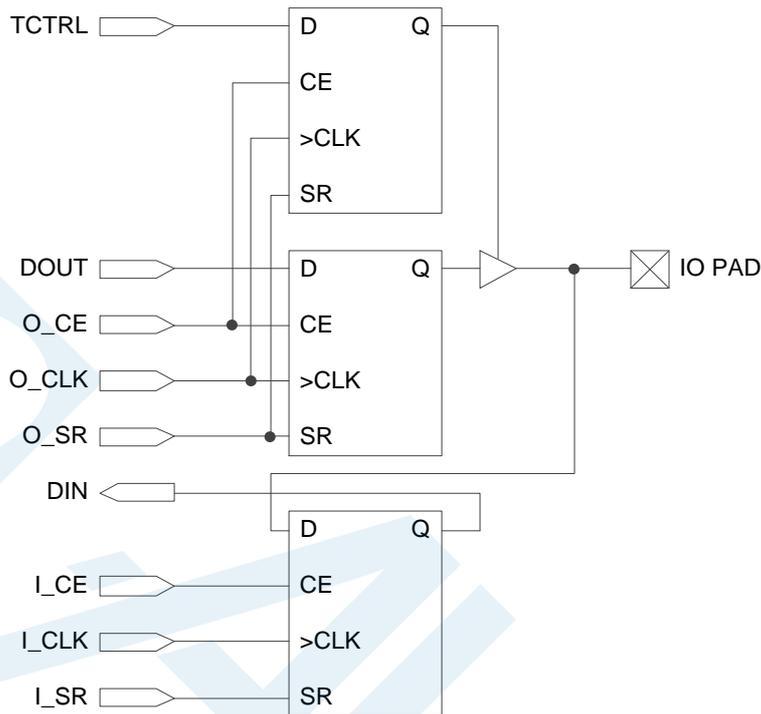 TCTRL D Q
CE
>CLK
SR
DOUT D Q IO PAD
O_CE CE
O_CLK >CLK
O_SR SR
DIN
D Q
I_CE CE
I_CLK >CLK
I_SR SR